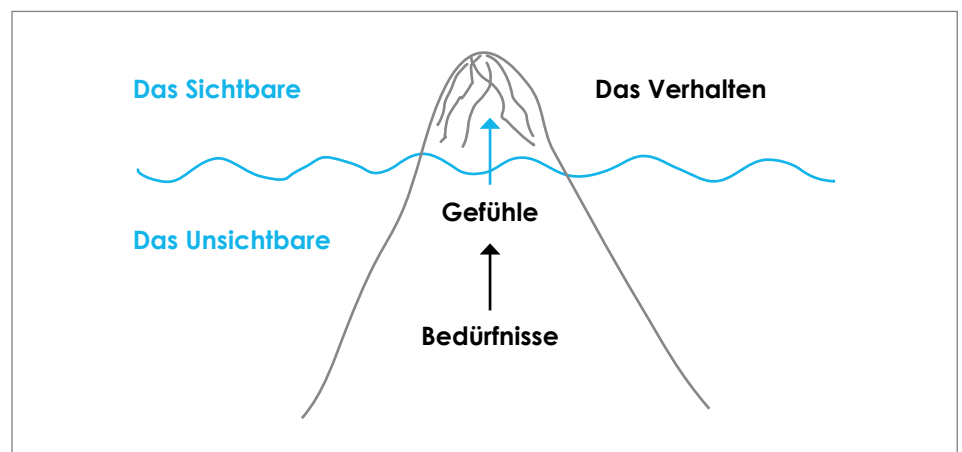 Das Sichtbare
Das Verhalten
Gefühle
Das Unsichtbare
Bedürfnisse